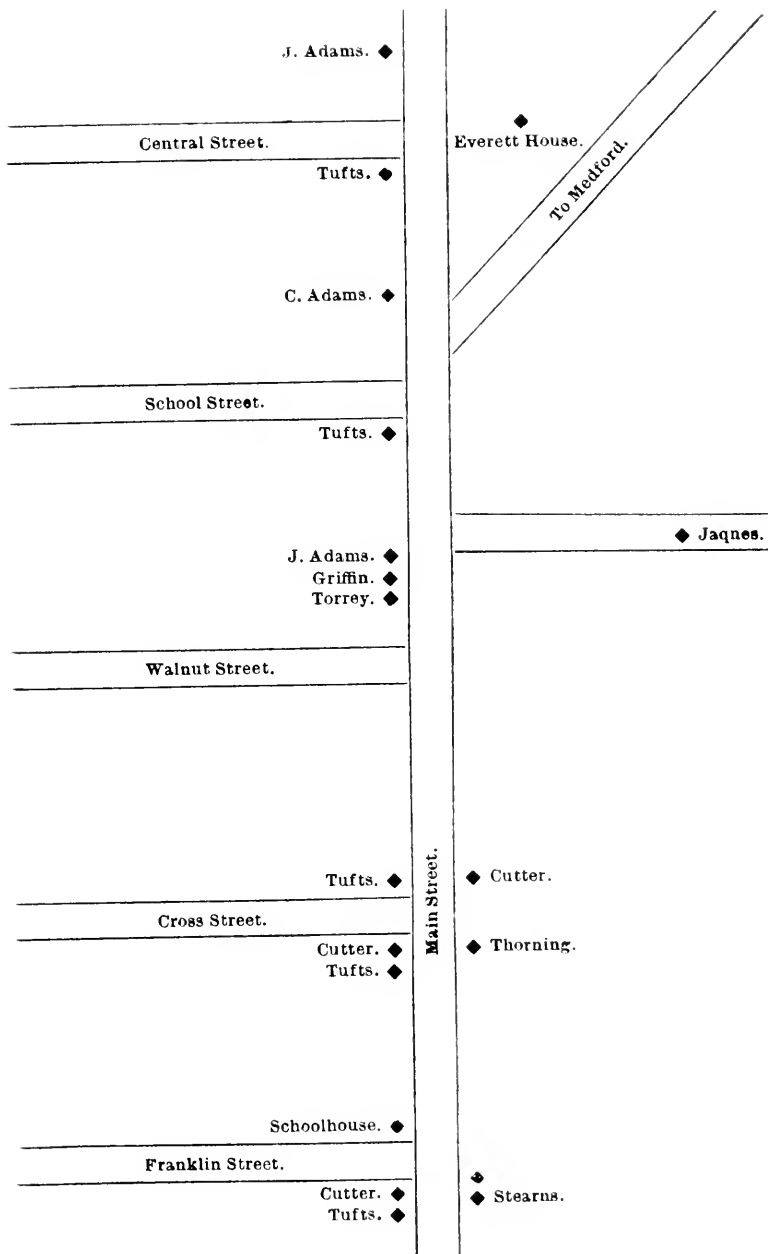 J. Adams.
Central Street.
Everett House.
To Medford.
Tufts.
C. Adams.
School Street.
Tufts.
Jaqnes.
J. Adams.
Griffin.
Torrey.
Walnut Street.
Main Street.
Tufts.
Cutter.
Cross Street.
Cutter.
Thorning.
Tufts.
Schoolhouse.
Franklin Street.
Cutter.
Stearns.
Tufts.